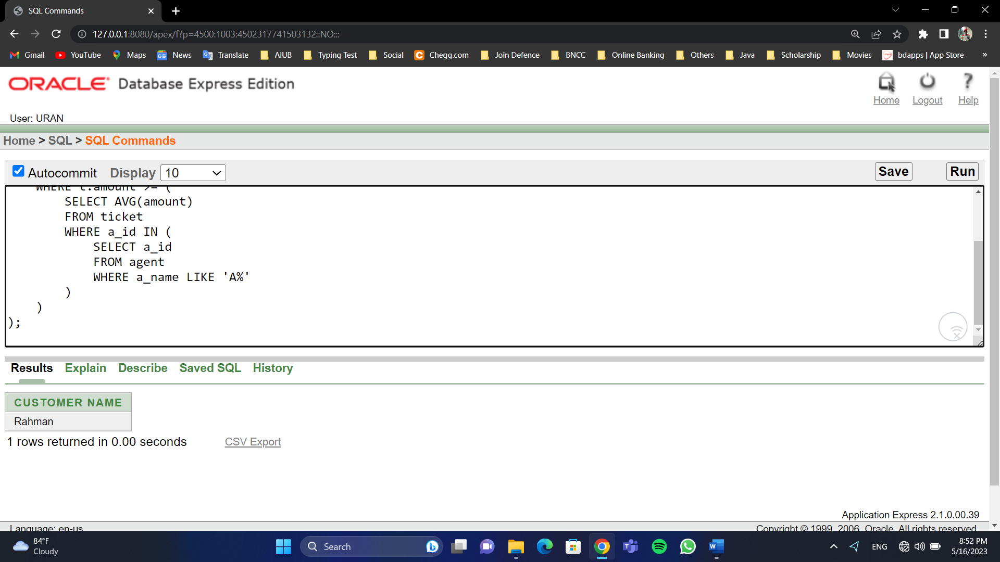 SQL Commands
127.0.0.1:8080/apex/f?p=4500:1003:4502317741503132::NO:::
Gmail YouTube Maps News Translate AIUB Typing Test Social Chegg.com Join Defence BNCC Online Banking Others Java Scholarship Movies bdapps | App Store »
ORACLE Database Express Edition
Home Logout Help
User: URAN
Home > SQL > SQL Commands
Autocommit Display 10 Save Run
WHERE t.amount >= (
SELECT AVG(amount)
FROM ticket
WHERE a_id IN (
SELECT a_id
FROM agent
WHERE a_name LIKE 'A%'
)
)
);
Results Explain Describe Saved SQL History
CUSTOMER NAME
Rahman
1 rows returned in 0.00 seconds CSV Export
Application Express 2.1.0.00.39
Language: en-us Copyright © 1999, 2006, Oracle. All rights reserved.
84°F
Cloudy
Search
ENG
8:52 PM
5/16/2023